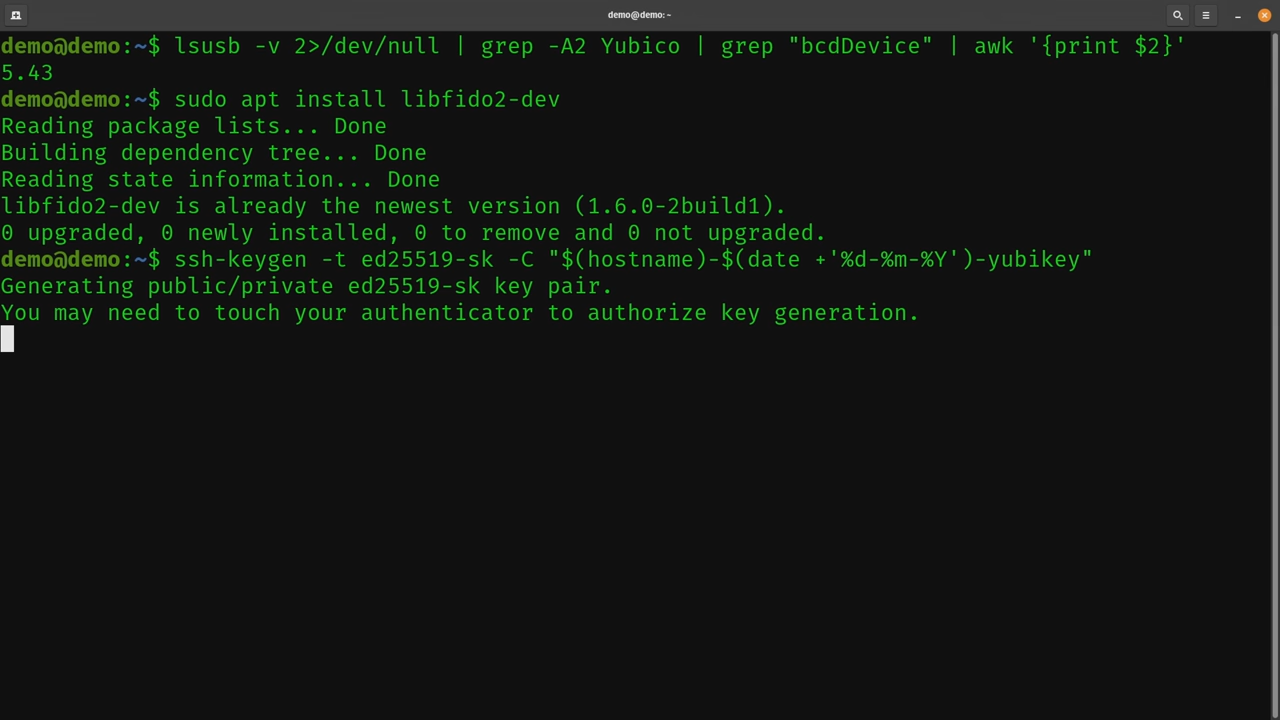 demo@demo: ~
demo@demo:~$ lsusb -v 2>/dev/null | grep -A2 Yubico | grep "bcdDevice" | awk '{print $2}'
5.43
demo@demo:~$ sudo apt install libfido2-dev
Reading package lists... Done
Building dependency tree... Done
Reading state information... Done
libfido2-dev is already the newest version (1.6.0-2build1).
0 upgraded, 0 newly installed, 0 to remove and 0 not upgraded.
demo@demo:~$ ssh-keygen -t ed25519-sk -C "$(hostname)-$(date +'%d-%m-%Y')-yubikey"
Generating public/private ed25519-sk key pair.
You may need to touch your authenticator to authorize key generation.